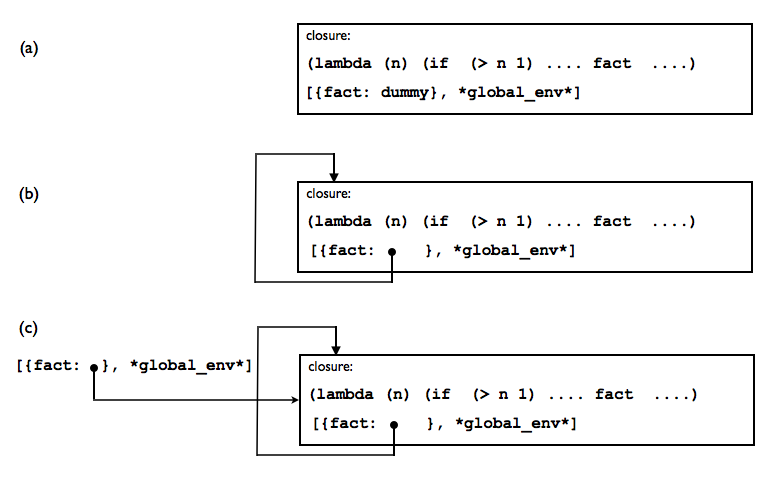 (a)
closure:
(lambda (n) (if (> n 1) .... fact ....)
[{fact: dummy}, *global_env*]
(b)
closure:
(lambda (n) (if (> n 1) .... fact ....)
[{fact: }, *global_env*]
(c)
[{fact: }, *global_env*]
closure:
(lambda (n) (if (> n 1) .... fact ....)
[{fact: }, *global_env*]